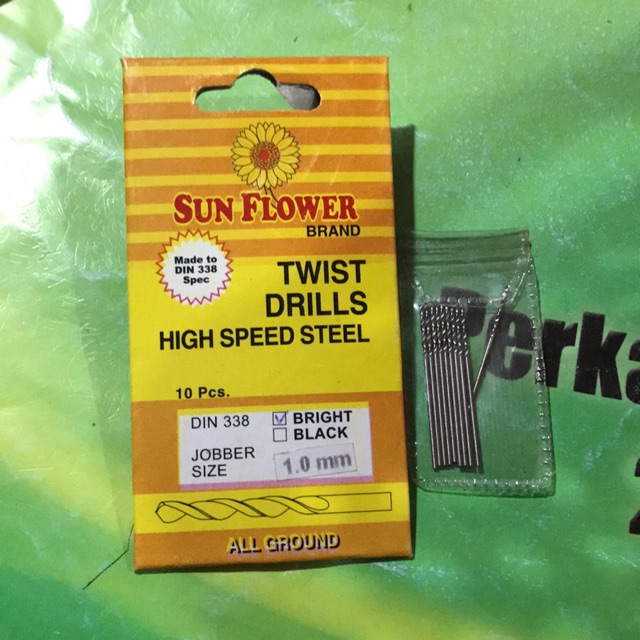 SUN FLOWER
BRAND
Made to
DIN 338
Spec
TWIST
DRILLS
HIGH SPEED STEEL
10 Pcs.
DIN 338
BRIGHT
BLACK
JOBBER
SIZE
1.0 mm
ALL GROUND
Perka